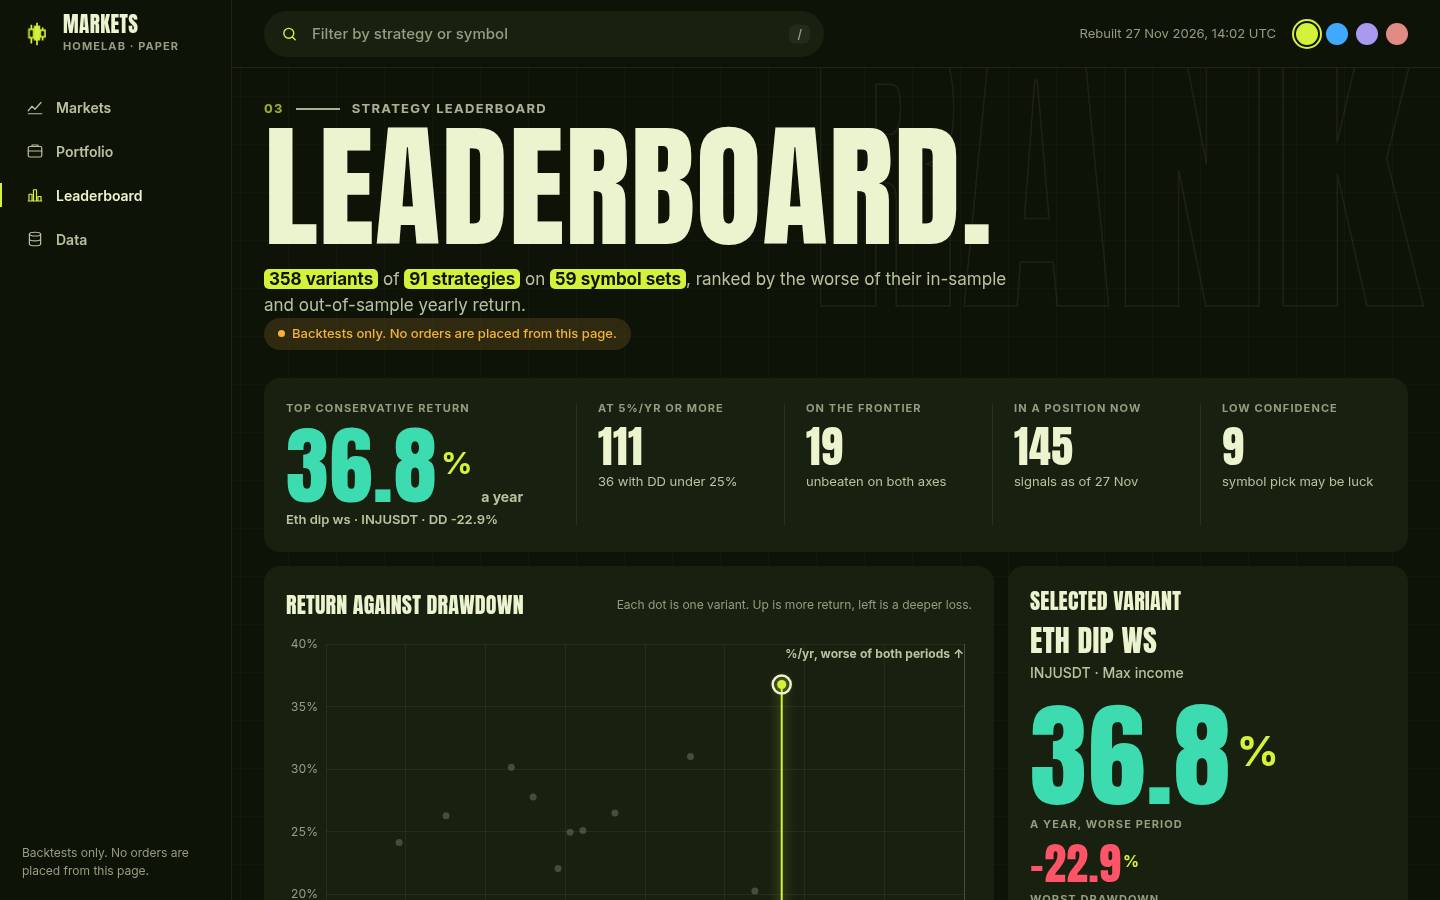 MARKETS
HOMELAB · PAPER
Filter by strategy or symbol
/
Rebuilt 27 Nov 2026, 14:02 UTC
Markets
Portfolio
Leaderboard
Data
Backtests only. No orders are
placed from this page.
RANK
03
STRATEGY LEADERBOARD
LEADERBOARD.
358 variants of 91 strategies on 59 symbol sets, ranked by the worse of their in-sample
and out-of-sample yearly return.
Backtests only. No orders are placed from this page.
TOP CONSERVATIVE RETURN
36.8% a year
Eth dip ws · INJUSDT · DD -22.9%
AT 5%/YR OR MORE
111
36 with DD under 25%
ON THE FRONTIER
19
unbeaten on both axes
IN A POSITION NOW
145
signals as of 27 Nov
LOW CONFIDENCE
9
symbol pick may be luck
RETURN AGAINST DRAWDOWN
Each dot is one variant. Up is more return, left is a deeper loss.
%/yr, worse of both periods ↑
40%
35%
30%
25%
20%
SELECTED VARIANT
ETH DIP WS
INJUSDT · Max income
36.8%
A YEAR, WORSE PERIOD
-22.9%
WORST DRAWDOWN